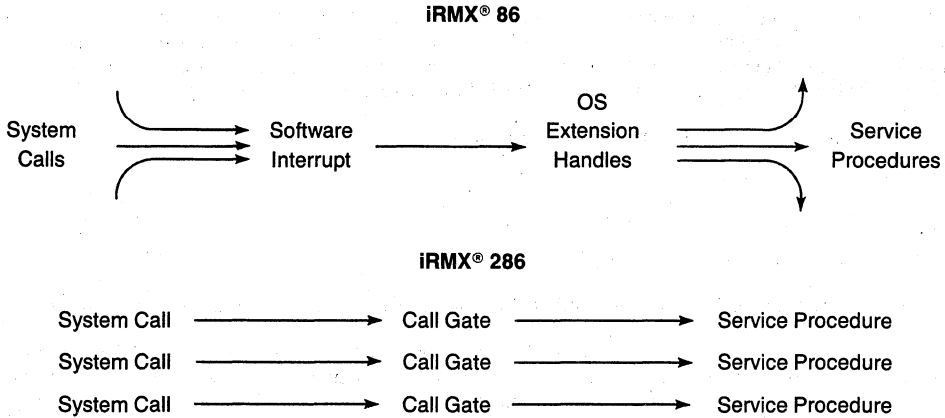 iRMX® 86
System Calls
Software Interrupt
OS Extension Handles
Service Procedures
iRMX® 286
System Call Call Gate Service Procedure
System Call Call Gate Service Procedure
System Call Call Gate Service Procedure